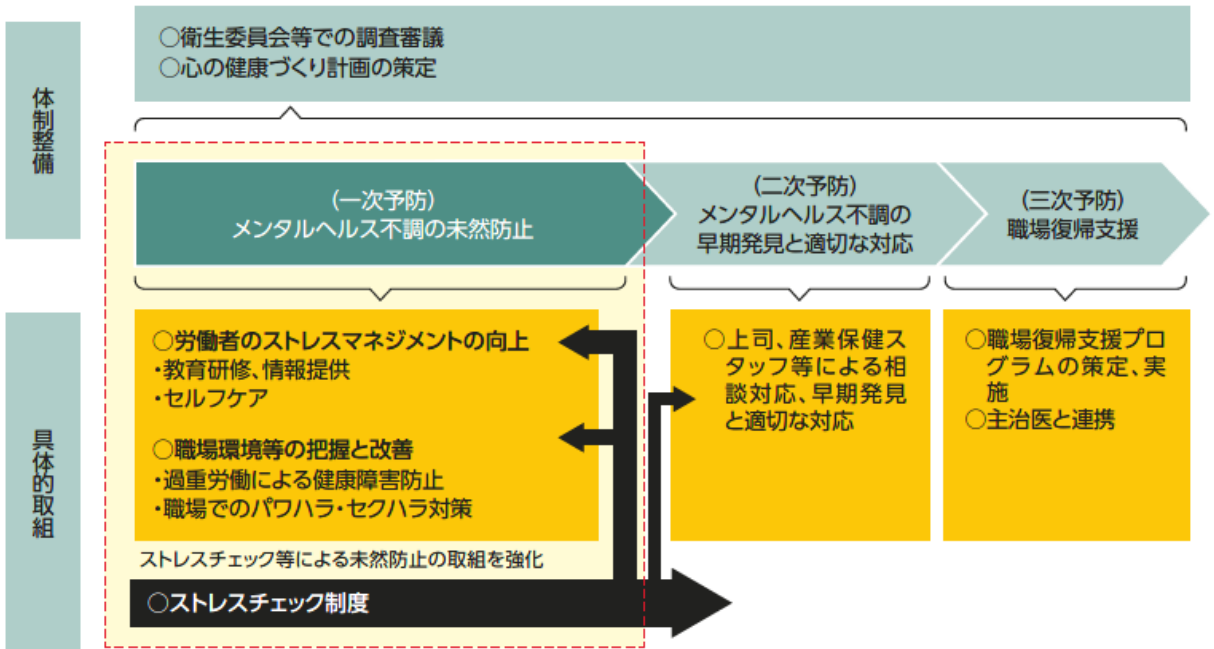 体制整備
○衛生委員会等での調査審議
○心の健康づくり計画の策定
(一次予防)
メンタルヘルス不調の未然防止
(二次予防)
メンタルヘルス不調の
早期発見と適切な対応
(三次予防)
職場復帰支援
具体的取組
○労働者のストレスマネジメントの向上
・教育研修、情報提供
・セルフケア
○職場環境等の把握と改善
・過重労働による健康障害防止
・職場でのパワハラ・セクハラ対策
○上司、産業保健ス
タッフ等による相
談対応、早期発見
と適切な対応
○職場復帰支援プロ
グラムの策定、実
施
○主治医と連携
ストレスチェック等による未然防止の取組を強化
○ストレスチェック制度